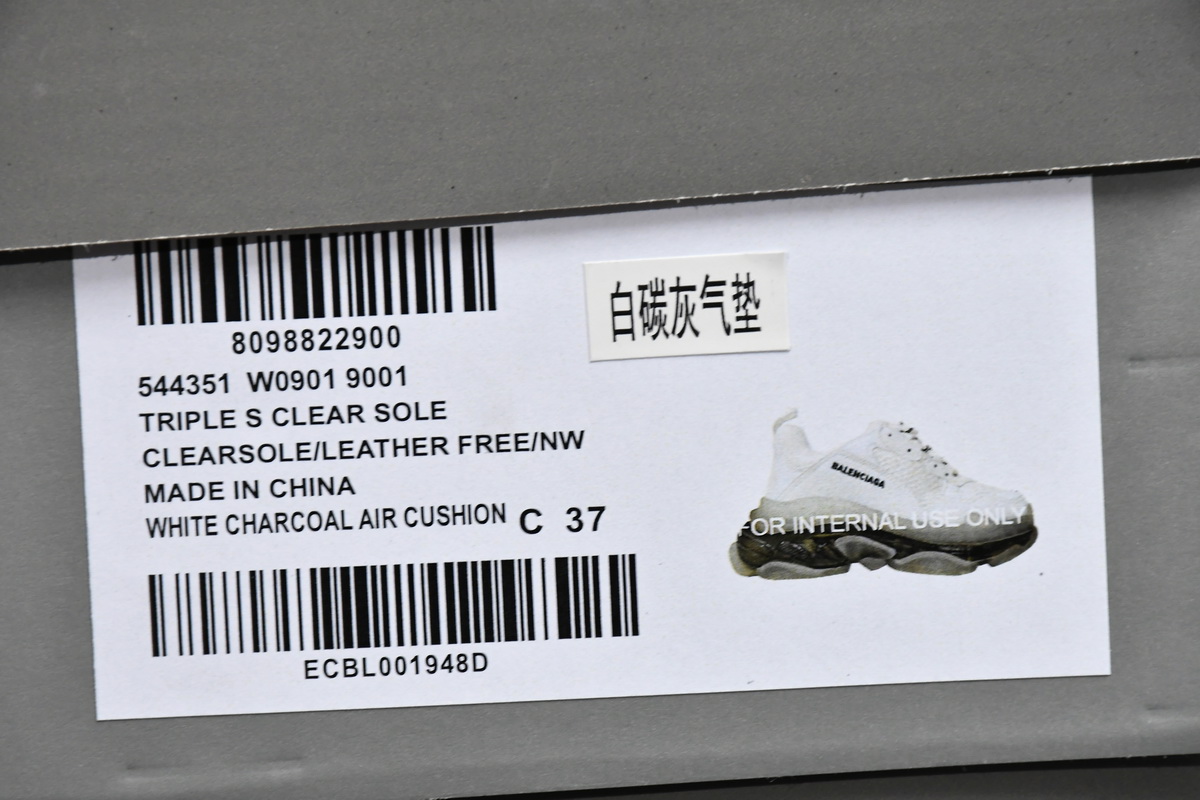 8098822900
544351 W0901 9001
TRIPLE S CLEAR SOLE
CLEARSOLE/LEATHER FREE/NW
MADE IN CHINA
WHITE CHARCOAL AIR CUSHION C 37
ECBL001948D
白碳灰气垫
BALENCIAGA
FOR INTERNAL USE ONLY